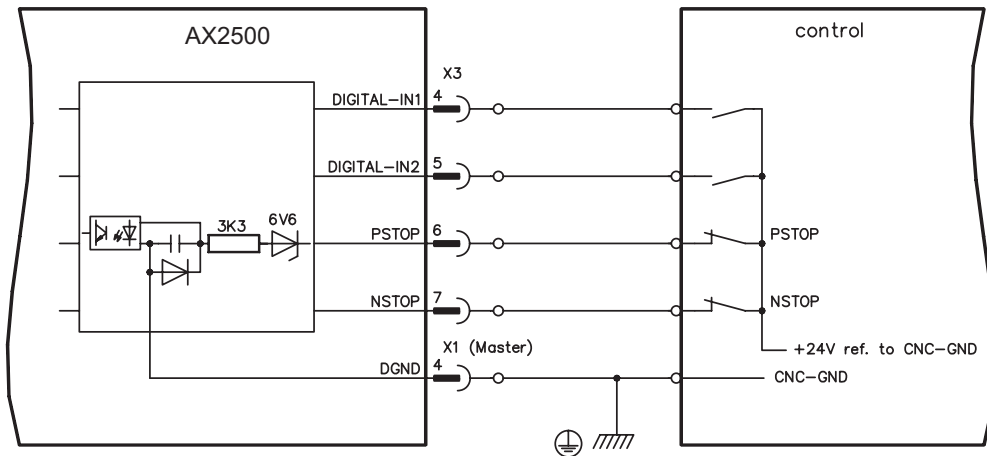 AX2500
control
X3
DIGITAL-IN1
4
DIGITAL-IN2
5
3K3
6V6
PSTOP
6
PSTOP
NSTOP
7
NSTOP
X1 (Master)
+24V ref. to CNC-GND
DGND
4
CNC-GND